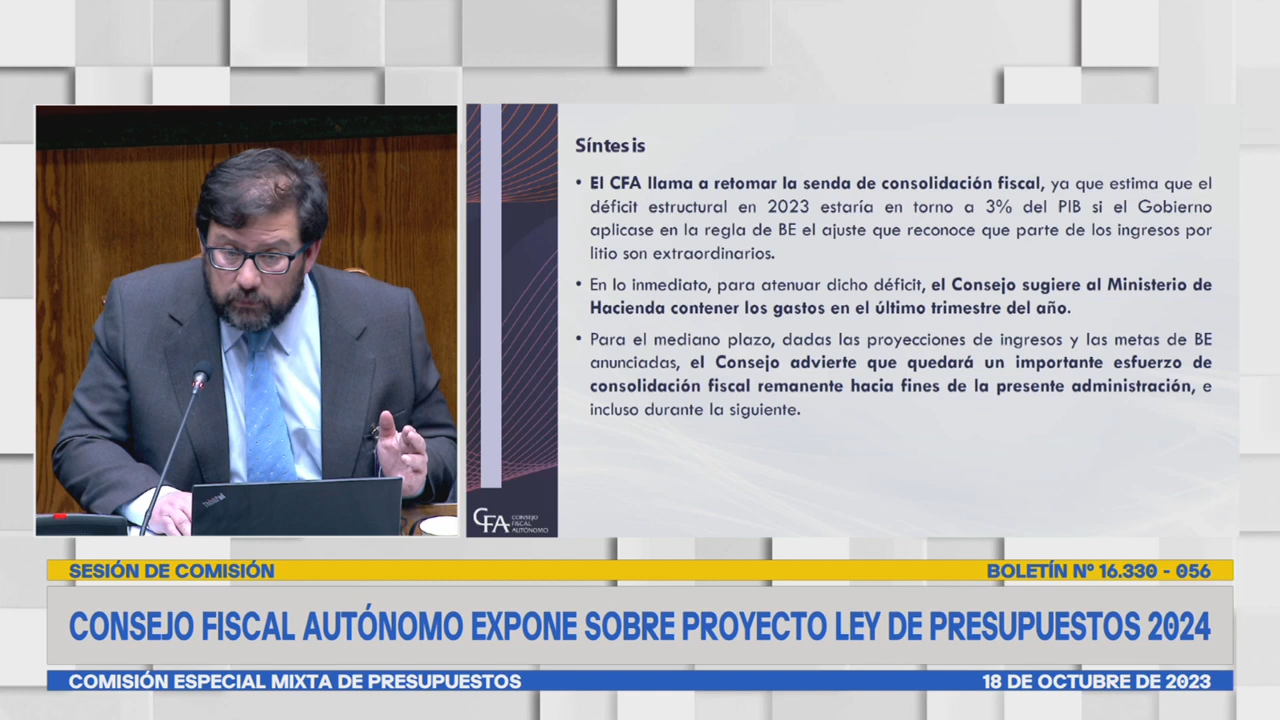 Síntesis
• El CFA llama a retomar la senda de consolidación fiscal, ya que estima que el
déficit estructural en 2023 estaría en torno a 3% del PIB si el Gobierno
aplicase en la regla de BE el ajuste que reconoce que parte de los ingresos por
litio son extraordinarios.
• En lo inmediato, para atenuar dicho déficit, el Consejo sugiere al Ministerio de
Hacienda contener los gastos en el último trimestre del año.
• Para el mediano plazo, dadas las proyecciones de ingresos y las metas de BE
anunciadas, el Consejo advierte que quedará un importante esfuerzo de
consolidación fiscal remanente hacia fines de la presente administración, e
incluso durante la siguiente.
ThinkPad
CFA CONSEJO
FISCAL
AUTÓNOMO
SESIÓN DE COMISIÓN
BOLETÍN N° 16.330 - 056
CONSEJO FISCAL AUTÓNOMO EXPONE SOBRE PROYECTO LEY DE PRESUPUESTOS 2024
COMISIÓN ESPECIAL MIXTA DE PRESUPUESTOS
18 DE OCTUBRE DE 2023